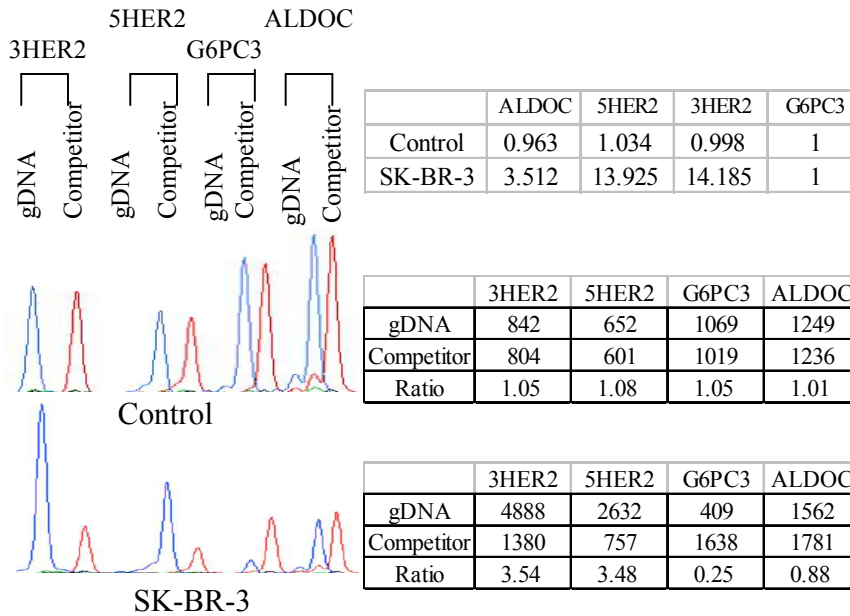 5HER2 ALDOC
3HER2 G6PC3
gDNA
Competitor
gDNA
Competitor
gDNA
Competitor
gDNA
Competitor
ALDOC 5HER2 3HER2 G6PC3
Control 0.963 1.034 0.998 1
SK-BR-3 3.512 13.925 14.185 1
3HER2 5HER2 G6PC3 ALDOC
gDNA 842 652 1069 1249
Competitor 804 601 1019 1236
Ratio 1.05 1.08 1.05 1.01
Control
3HER2 5HER2 G6PC3 ALDOC
gDNA 4888 2632 409 1562
Competitor 1380 757 1638 1781
Ratio 3.54 3.48 0.25 0.88
SK-BR-3